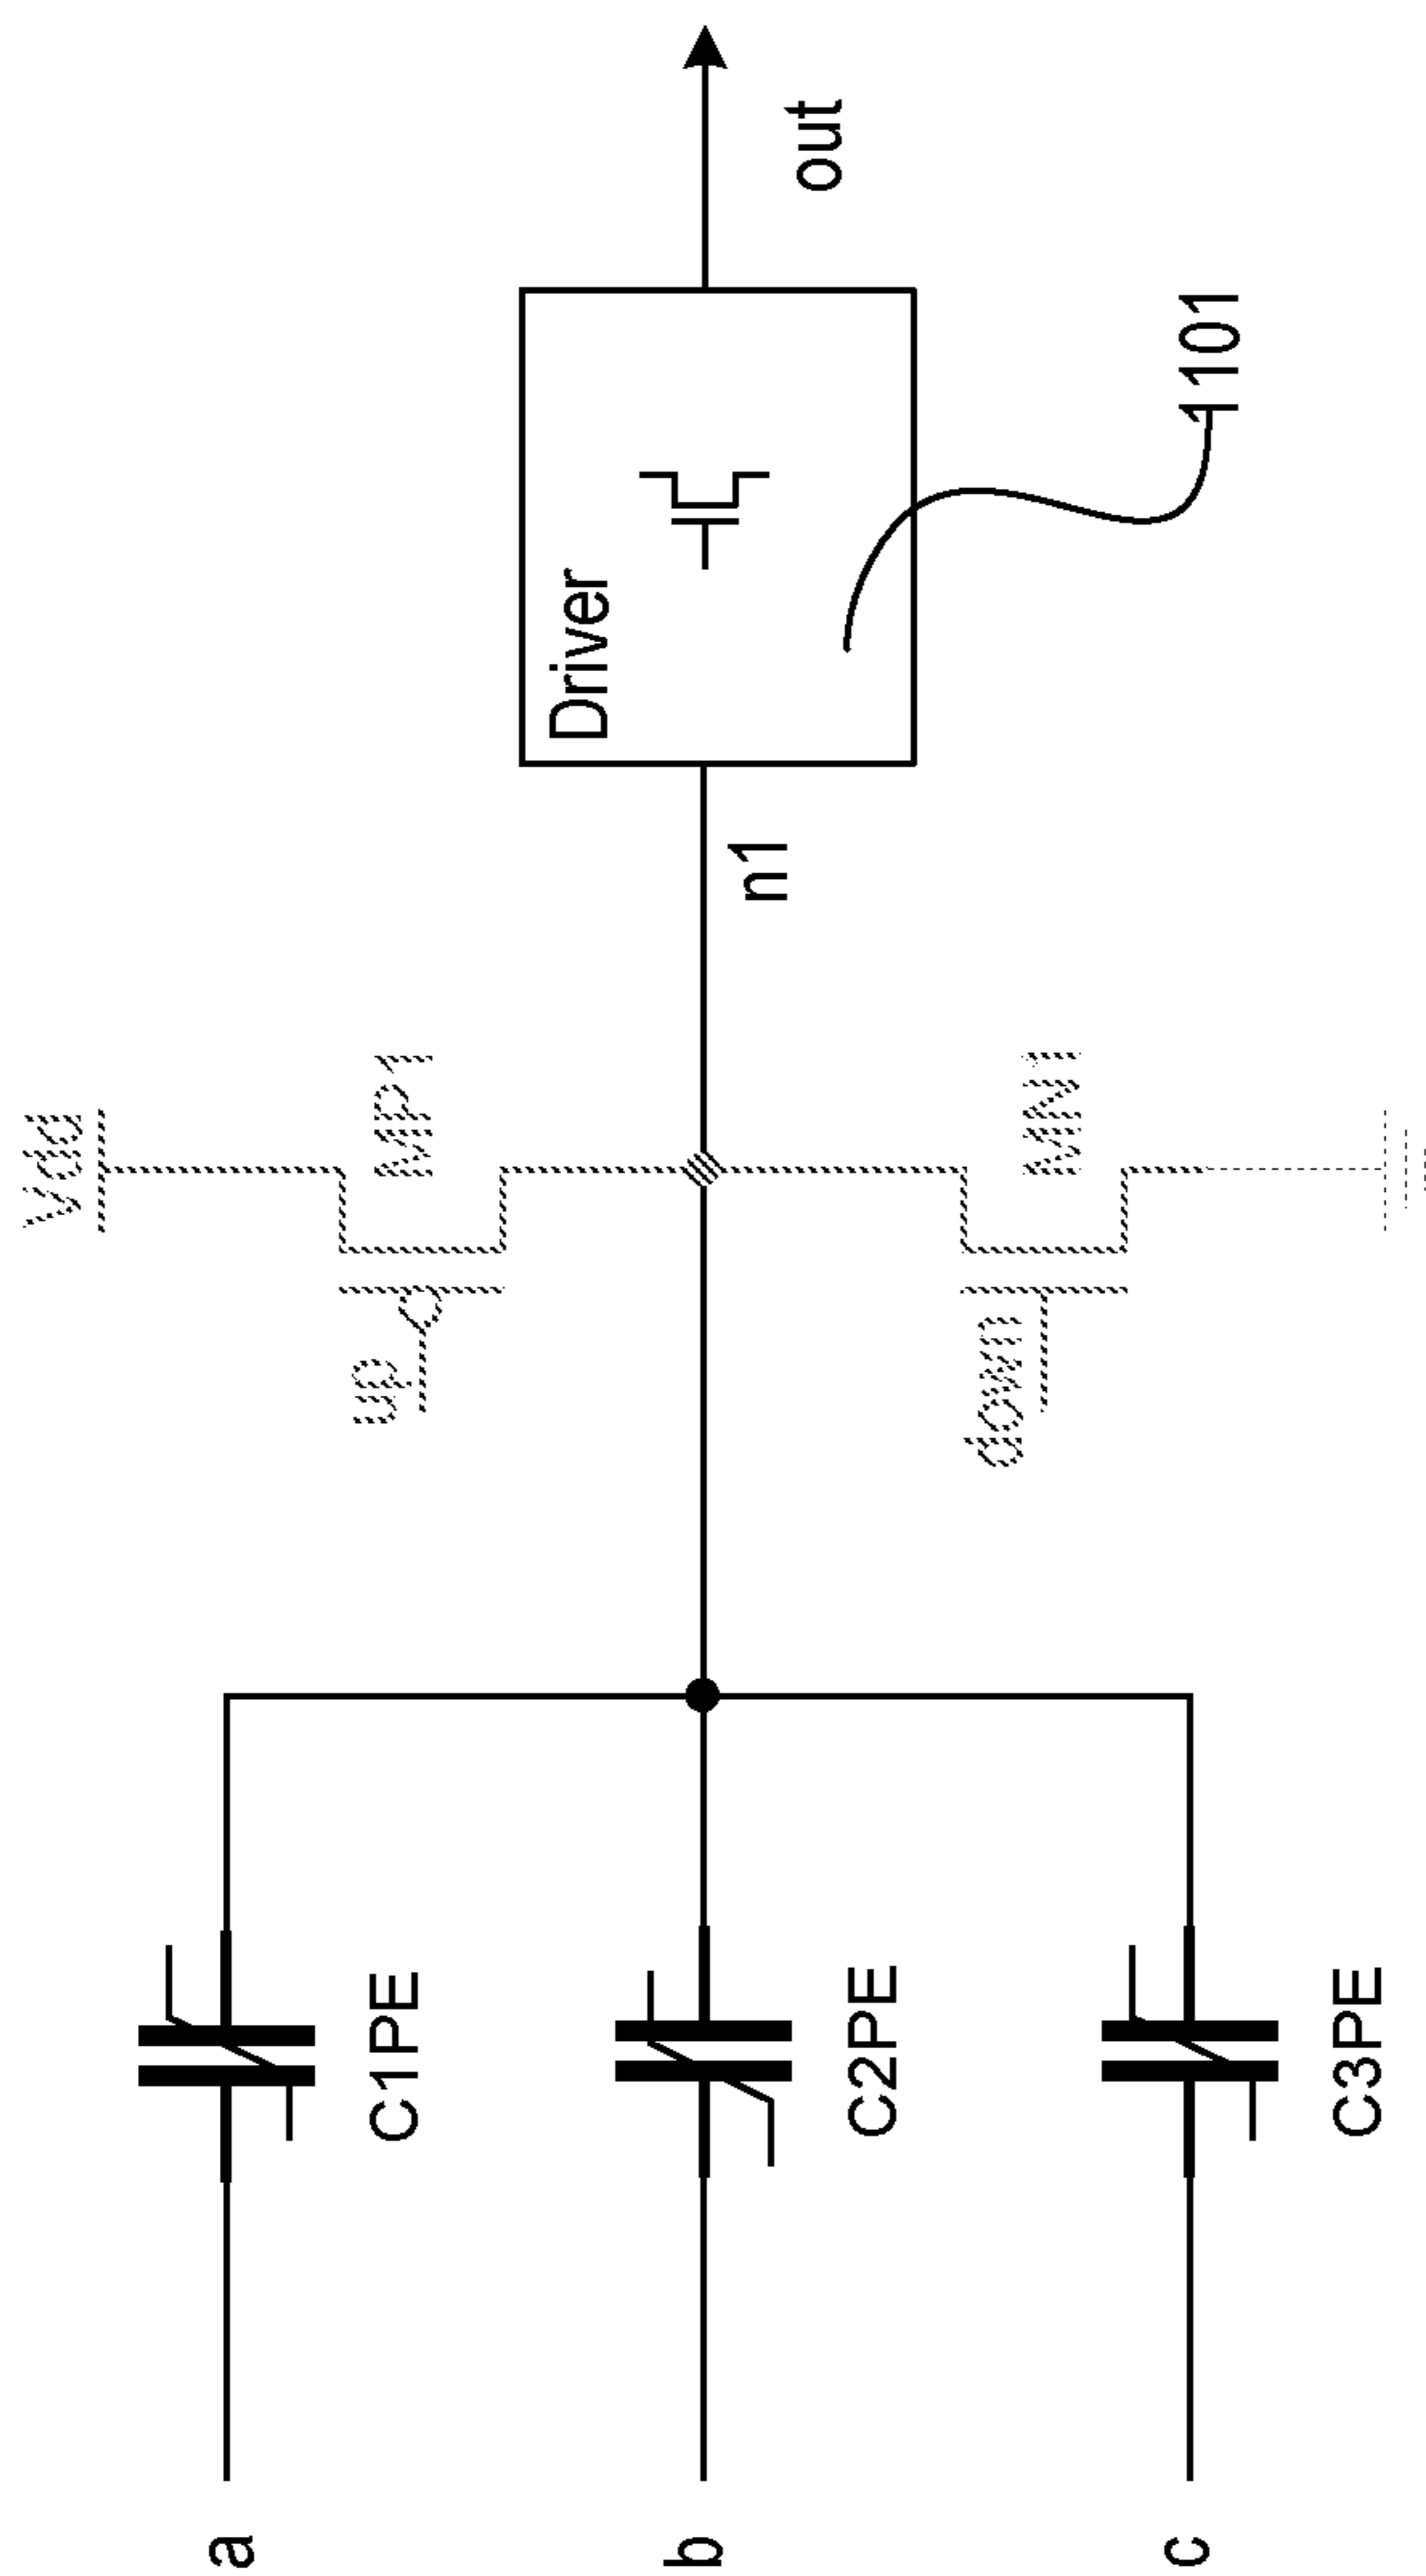 Vdd
MP1
up
a
C1PE
Driver
out
n1
b
C2PE
MN1
down
1101
c
C3PE